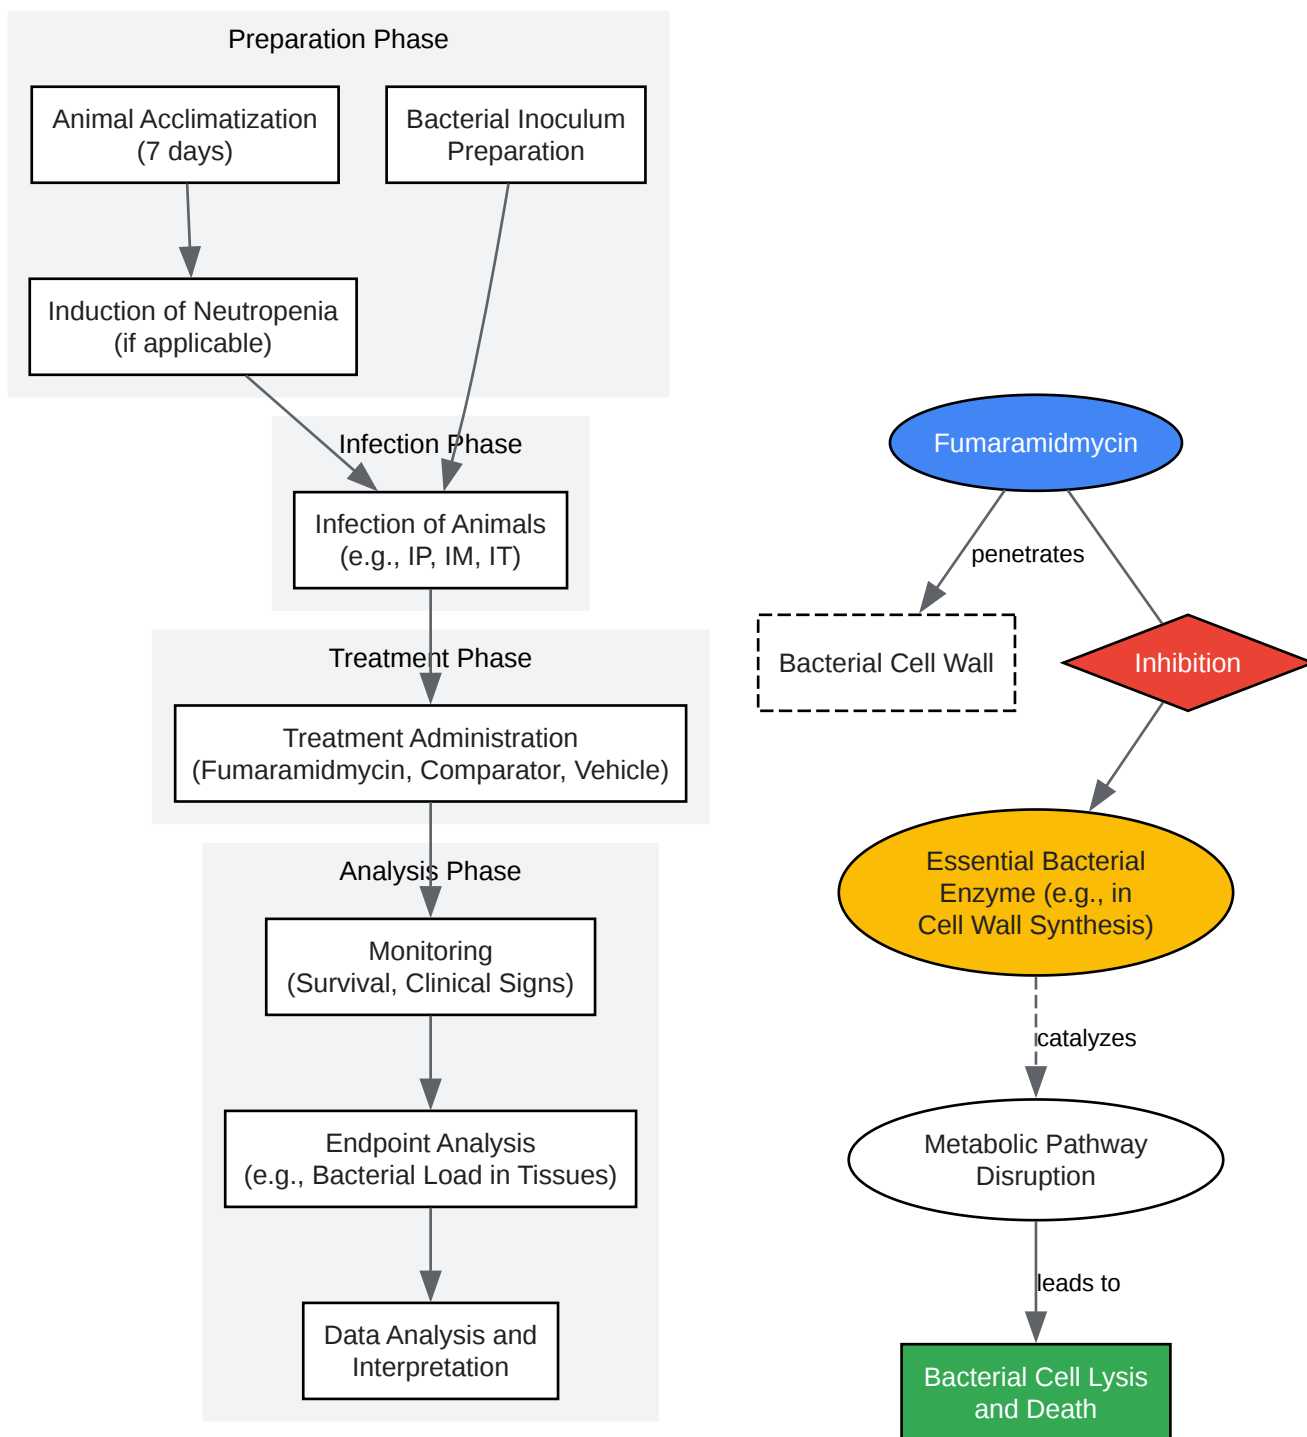 Preparation Phase
Animal Acclimatization
(7 days)
Bacterial Inoculum
Preparation
Induction of Neutropenia
(if applicable)
Infection Phase
Infection of Animals
(e.g., IP, IM, IT)
Treatment Phase
Treatment Administration
(Fumaramidmycin, Comparator, Vehicle)
Analysis Phase
Monitoring
(Survival, Clinical Signs)
Endpoint Analysis
(e.g., Bacterial Load in Tissues)
Data Analysis and
Interpretation
Fumaramidmycin
penetrates
Bacterial Cell Wall
Inhibition
Essential Bacterial
Enzyme (e.g., in
Cell Wall Synthesis)
catalyzes
Metabolic Pathway
Disruption
leads to
Bacterial Cell Lysis
and Death